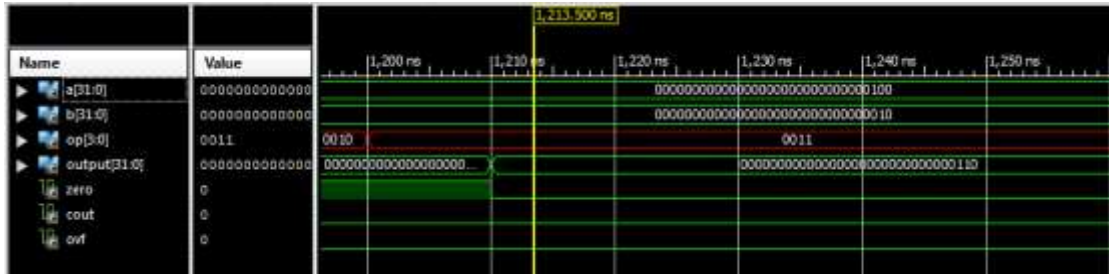 1,213.500 ns
Name Value
1,200 ns 1,210 ns 1,220 ns 1,230 ns 1,240 ns 1,250 ns
a[31:0] 0000000000000 00000000000000000000000000000100
b[31:0] 0000000000000 00000000000000000000000000000010
op[3:0] 0011 0010 0011
output[31:0] 0000000000000 0000000000000000000... 00000000000000000000000000000110
zero 0
cout 0
ovf 0